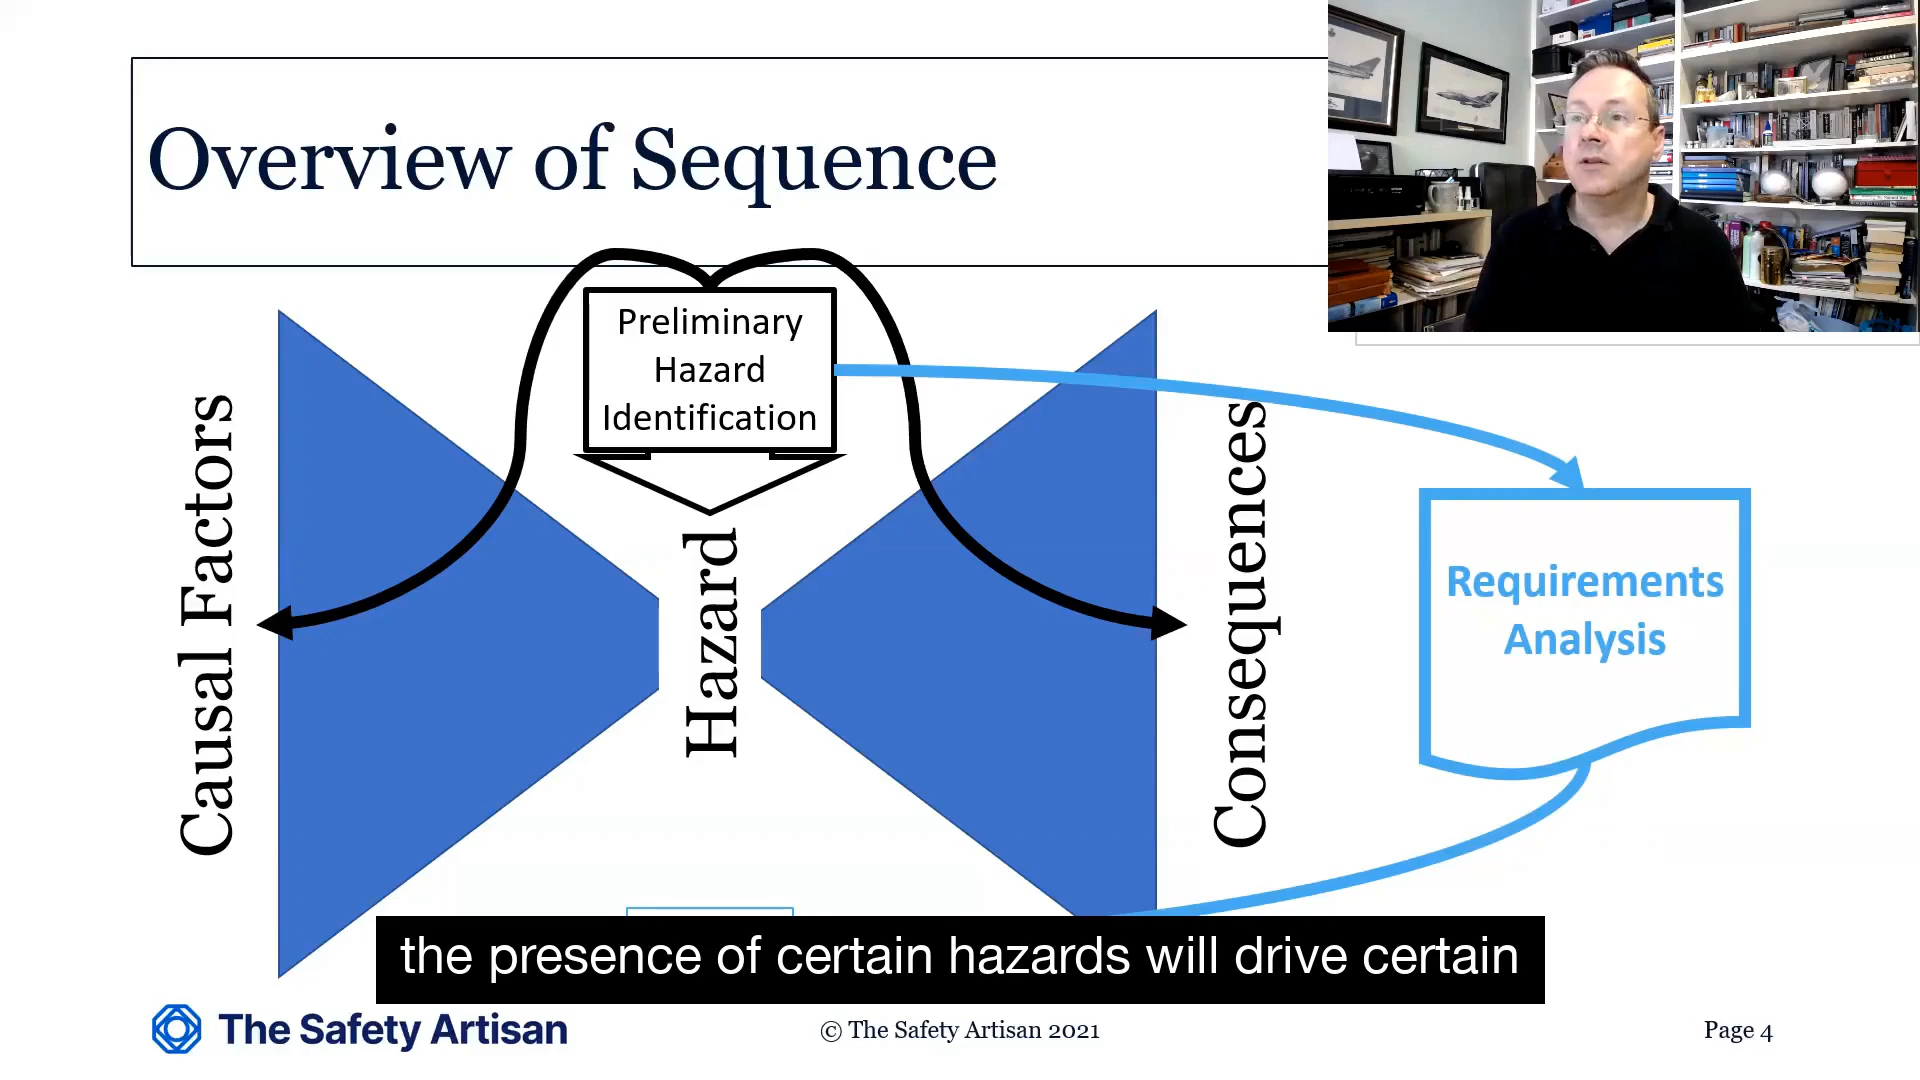 Overview of Sequence
Preliminary
Hazard
Identification
Causal Factors
Hazard
Consequences
Requirements
Analysis
the presence of certain hazards will drive certain
The Safety Artisan
© The Safety Artisan 2021
Page 4